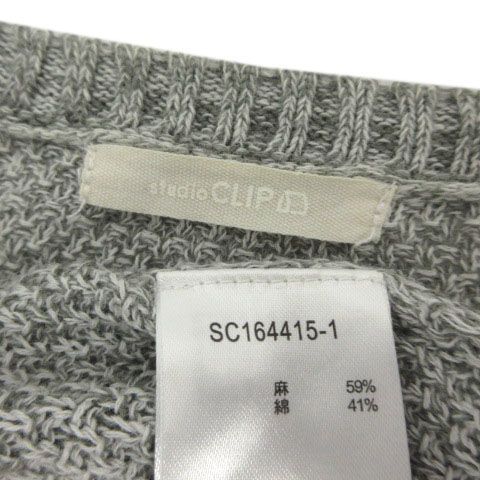 studio CLIP
SC164415-1
麻 59%
綿 41%